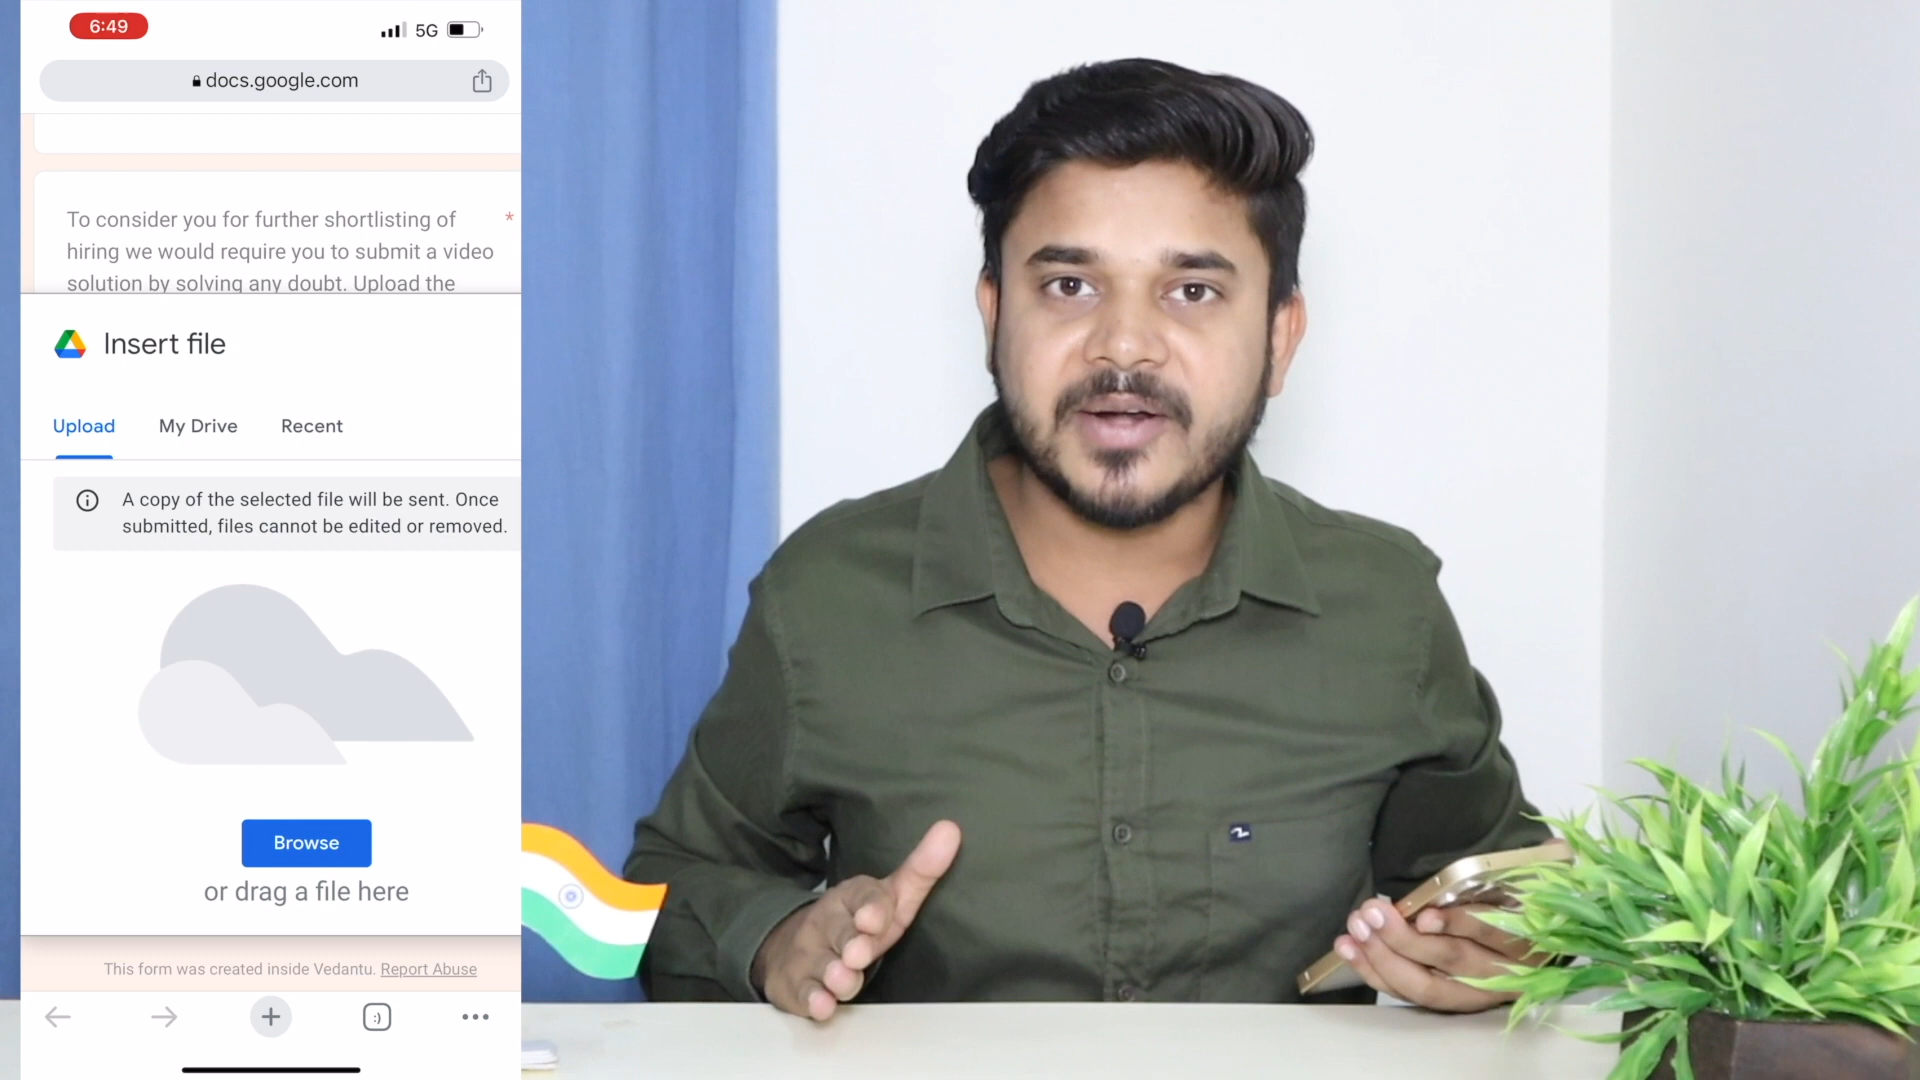 6:49
5G
docs.google.com
To consider you for further shortlisting of *
hiring we would require you to submit a video
solution by solving any doubt. Upload the
Insert file
Upload My Drive Recent
A copy of the selected file will be sent. Once
submitted, files cannot be edited or removed.
Browse
or drag a file here
This form was created inside Vedantu. Report Abuse
:)